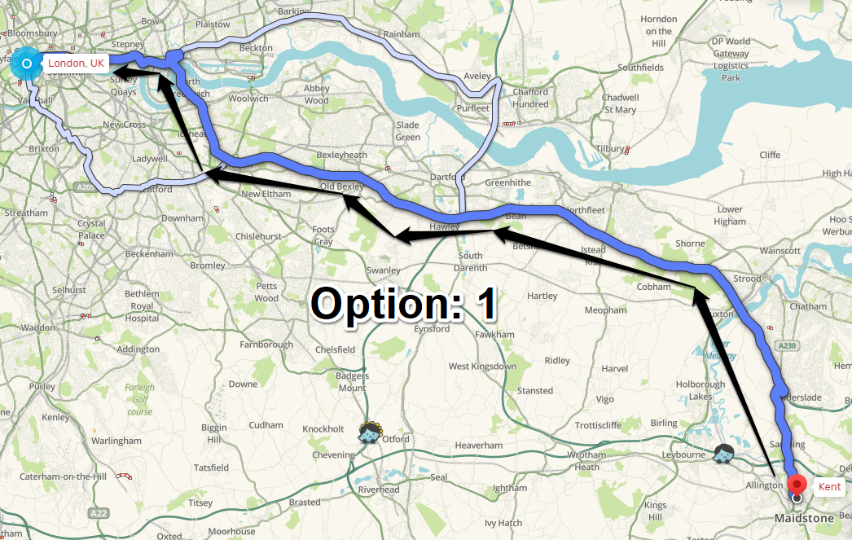 Bow
Barking
Bloomsbury
Plaistow
Horndon
on the
Hill
Stepney
Rainham
Beckton
London, UK
DP World
Gateway
Logistics
Park
Southfields
Aveley
Quays
Woolwich
Abbey
Wood
Chafford
Hundred
Chadwell
St Mary
Purfleet
New Cross
Slade
Green
Brixton
Ladywell
Bexleyheath
Tilbury
Cliffe
A205
Dartford
Greenhithe
High Ha
New Eltham
Old Bexley
Streatham
Downham
Bean
Northfleet
Lower
Higham
Hoo S
Crystal
Palace
Chislehurst
Foots
Cray
Hawley
Beckenham
Bromley
Swanley
South
Darenth
Istead
Shorne
Wainscott
Strood
Selhurst
Bethlem
Royal
Hospital
Petts
Wood
Option: 1
Hartley
Cobham
Chatham
Meopham
Waddon
Eynsford
Fawkham
Addington
Farnborough
Chelsfield
A230
Ridley
Badgers
Mount
West Kingsdown
Harvel
Purley
Farleigh
Golf
course
Downe
Stansted
Holborough
Lakes
Kenley
Vigo
Biggin
Hill
Cudham
Knockholt
Otford
Trottiscliffe
Birling
Warlingham
Heaverham
Chevening
Wrotham
Heath
Leybourne
Tatsfield
Caterham-on-the-Hill
Seal
Allington
Kent
Riverhead
Ightham
Titsey
Brasted
Kings
Hill
Maidstone
A22
Moorhouse
Ivy Hatch
Oxted